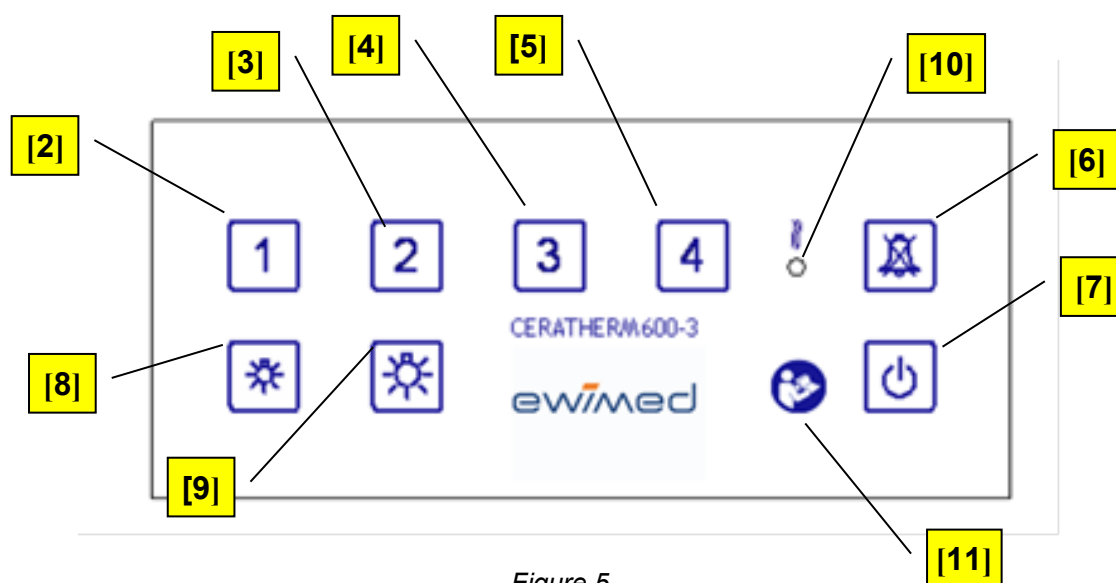 [4] [5]
[3] [10]
[2]
[6]
1 2 3 4
[7]
CERATHERM600-3
[8]
ewimed
[9]
[11]
Figure 5